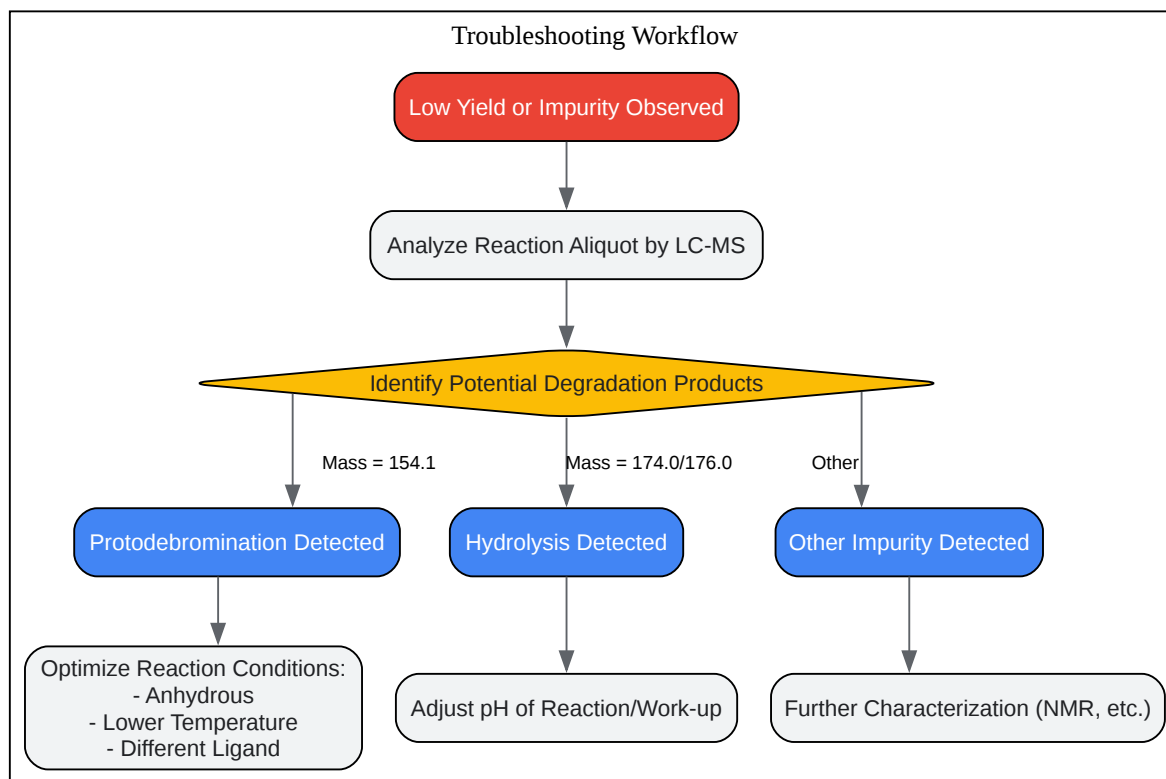 Troubleshooting Workflow
Low Yield or Impurity Observed
Analyze Reaction Aliquot by LC-MS
Identify Potential Degradation Products
Mass = 154.1
Mass = 174.0/176.0
Other
Protodebromination Detected
Hydrolysis Detected
Other Impurity Detected
Optimize Reaction Conditions:
- Anhydrous
- Lower Temperature
- Different Ligand
Adjust pH of Reaction/Work-up
Further Characterization (NMR, etc.)